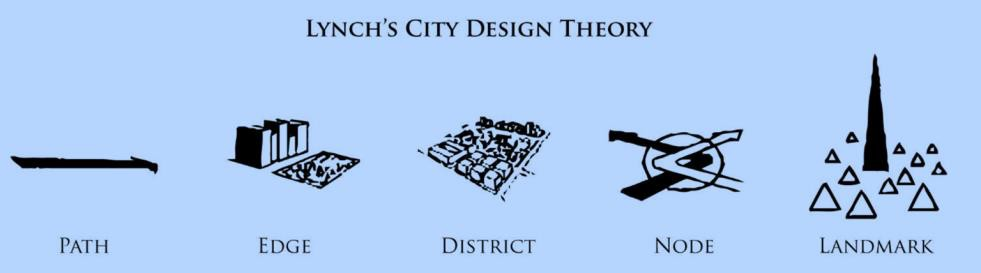 LYNCH'S CITY DESIGN THEORY
PATH
EDGE
DISTRICT
NODE
LANDMARK